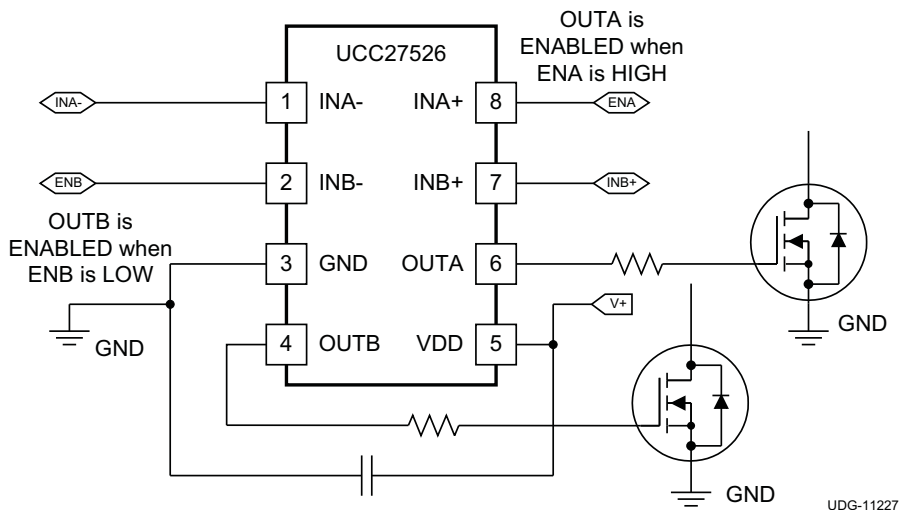 OUTA is
ENABLED when
ENA is HIGH
UCC27526
INA-
1
INA-
INA+
8
ENA
ENB
2
INB-
INB+
7
INB+
OUTB is
ENABLED when
ENB is LOW
3
GND
OUTA
6
V+
GND
GND
4
OUTB
VDD
5
GND
UDG-11227